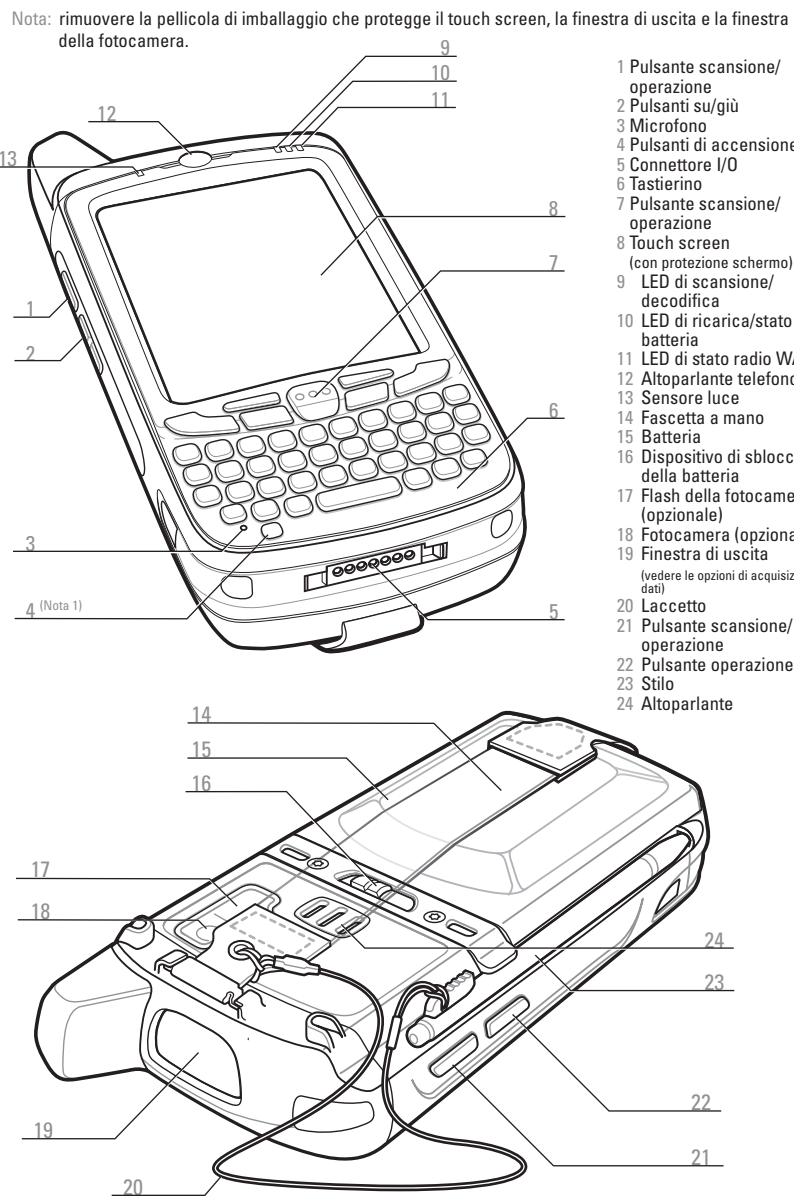 Nota: rimuovere la pellicola di imballaggio che protegge il touch screen, la finestra di uscita e la finestra
della fotocamera.
9
10
11
12
13
8
7
1
2
6
3
4 (Nota 1)
5
1 Pulsante scansione/
operazione
2 Pulsanti su/giù
3 Microfono
4 Pulsanti di accensione
5 Connettore I/O
6 Tastierino
7 Pulsante scansione/
operazione
8 Touch screen
(con protezione schermo)
9 LED di scansione/
decodifica
10 LED di ricarica/stato
batteria
11 LED di stato radio WA
12 Altoparlante telefono
13 Sensore luce
14 Fascetta a mano
15 Batteria
16 Dispositivo di sblocc
della batteria
17 Flash della fotocame
(opzionale)
18 Fotocamera (opziona
19 Finestra di uscita
(vedere le opzioni di acquisiz
dati)
20 Laccetto
21 Pulsante scansione/
operazione
22 Pulsante operazione
23 Stilo
24 Altoparlante
14
15
16
17
18
24
23
22
19
21
20